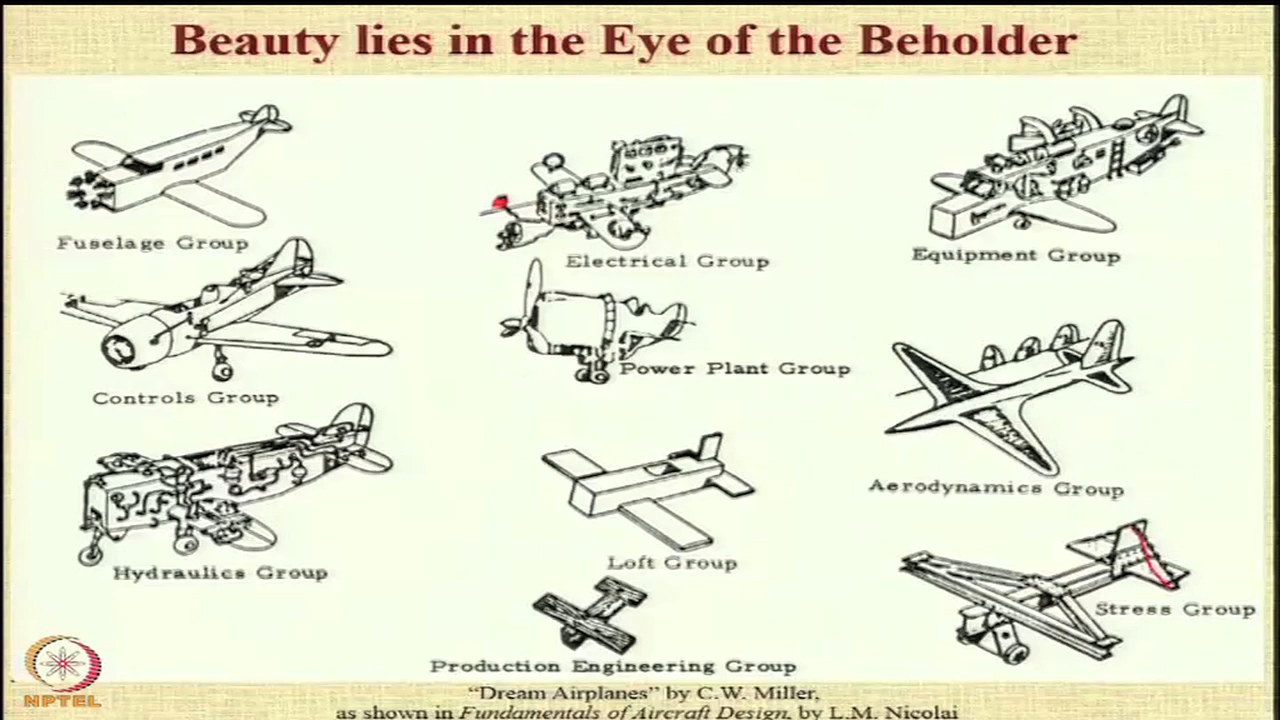 Beauty lies in the Eye of the Beholder
Fuselage Group
Electrical Group
Equipment Group
Controls Group
Power Plant Group
Aerodynamics Group
Hydraulics Group
Loft Group
Stress Group
Production Engineering Group
NPTEL
“Dream Airplanes” by C.W. Miller,
as shown in Fundamentals of Aircraft Design, by L.M. Nicolai